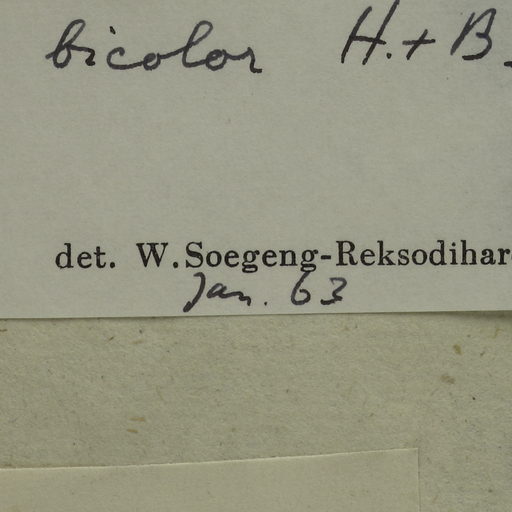 bicolor H. + B.
det. W. Soegeng-Reksodihar
Jan. 63